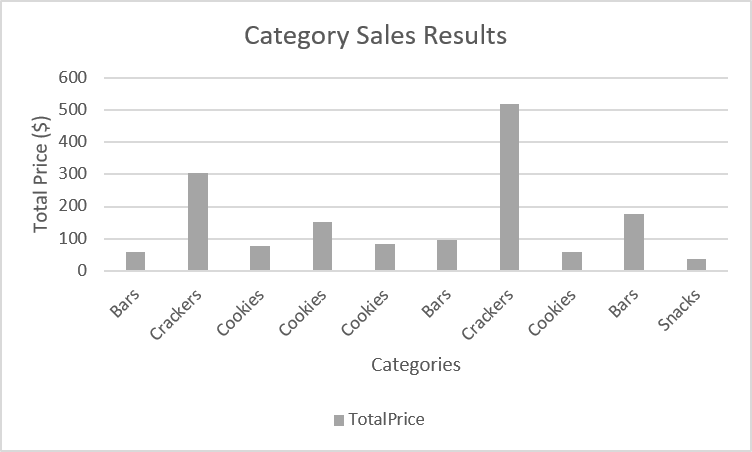 Category Sales Results
Total Price ($)
600
500
400
300
200
100
0
Bars
Crackers
Cookies
Cookies
Cookies
Bars
Crackers
Cookies
Bars
Snacks
Categories
TotalPrice